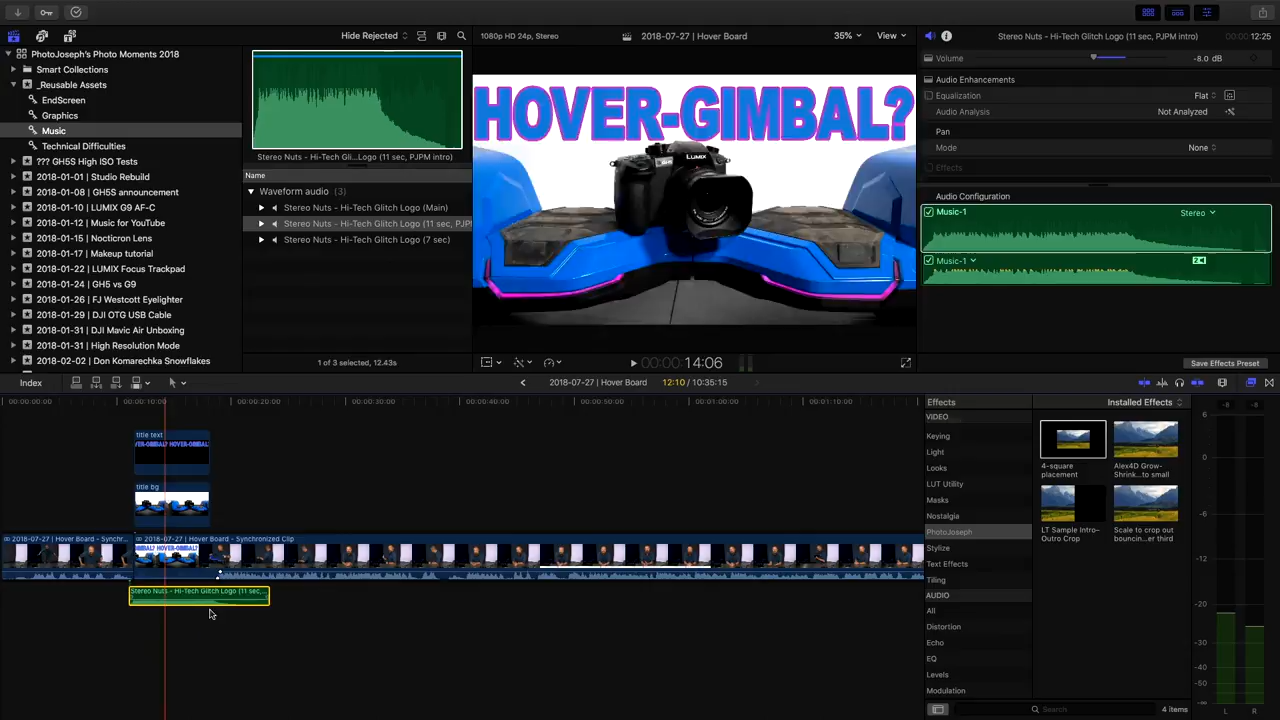 PhotoJoseph's Photo Moments 2018
Smart Collections
_Reusable Assets
EndScreen
Graphics
Music
Technical Difficulties
??? GH5S High ISO Tests
2018-01-01 | Studio Rebuild
2018-01-08 | GH5S announcement
2018-01-10 | LUMIX G9 AF-C
2018-01-12 | Music for YouTube
2018-01-15 | Nocticron Lens
2018-01-17 | Makeup tutorial
2018-01-22 | LUMIX Focus Trackpad
2018-01-24 | GH5 vs G9
2018-01-26 | FJ Westcott Eyelighter
2018-01-29 | DJI OTG USB Cable
2018-01-31 | DJI Mavic Air Unboxing
2018-01-31 | High Resolution Mode
2018-02-02 | Don Komarechka Snowflakes
Hide Rejected
Stereo Nuts - Hi-Tech Gli...Logo (11 sec, PJPM intro)
Name
Waveform audio (3)
Stereo Nuts - Hi-Tech Glitch Logo (Main)
Stereo Nuts - Hi-Tech Glitch Logo (11 sec, PJP
Stereo Nuts - Hi-Tech Glitch Logo (7 sec)
1 of 3 selected, 12.43s
1080p HD 24p, Stereo
2018-07-27 | Hover Board
35%
View
HOVER-GIMBAL?
LUMIX
00:00:00:14:06
Stereo Nuts - Hi-Tech Glitch Logo (11 sec, PJPM intro)
00:00:12:25
Volume
-8.0 dB
Audio Enhancements
Equalization
Flat
Audio Analysis
Not Analyzed
Pan
Mode
None
Effects
Audio Configuration
Music-1
Stereo
Music-1
Save Effects Preset
Index
2018-07-27 | Hover Board
12:10 / 10:35:15
00:00:00:00
00:00:10:00
00:00:20:00
00:00:30:00
00:00:40:00
00:00:50:00
00:01:00:00
00:01:10:00
title text
HOVER-GIMBAL?
title bg
2018-07-27 | Hover Board - Synchr
2018-07-27 | Hover Board - Synchronized Clip
Stereo Nuts - Hi-Tech Glitch Logo (11 sec,...
Effects
Installed Effects
VIDEO
Keying
Light
Looks
LUT Utility
Masks
Nostalgia
PhotoJoseph
Stylize
Text Effects
Tiling
AUDIO
All
Distortion
Echo
EQ
Levels
Modulation
4-square
placement
Alex4D Grow-
Shrink...to small
LT Sample Intro-
Outro Crop
Scale to crop out
bouncin...er third
Search
4 items
-8
-8
6
0
-6
-12
-20
-30
-40
-50
-∞
L
R